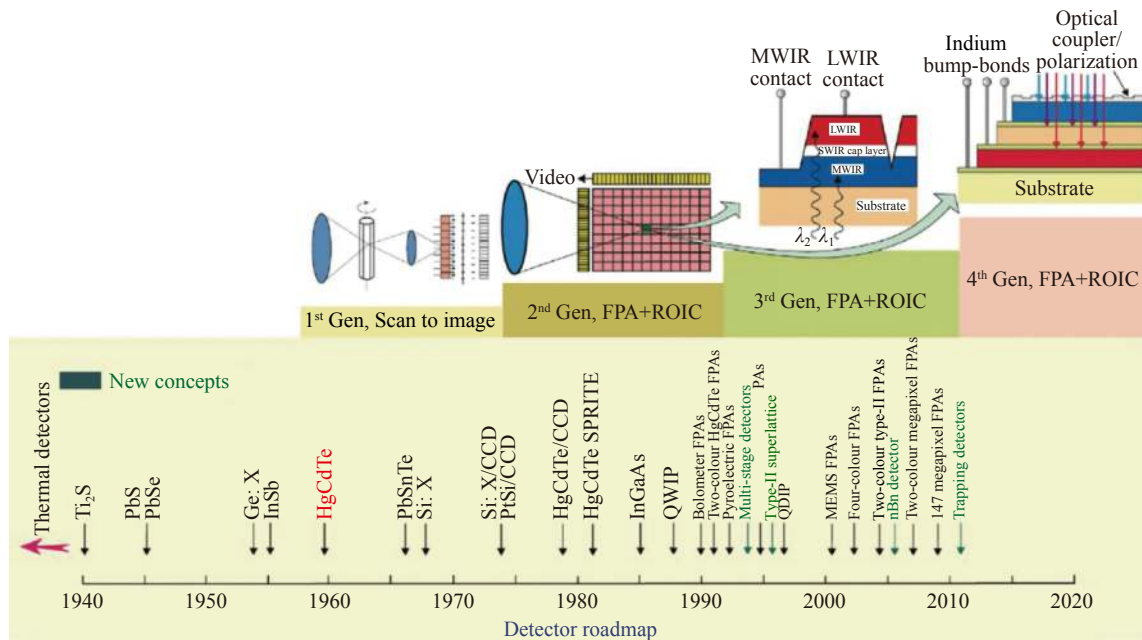 Optical
coupler/
polarization
Indium
bump-bonds
MWIR
contact
LWIR
contact
LWIR
SWIR cap layer
MWIR
Substrate
λ2 λ1
Substrate
Video
1st Gen, Scan to image
2nd Gen, FPA+ROIC
3rd Gen, FPA+ROIC
4th Gen, FPA+ROIC
New concepts
Thermal detectors
Ti2S
PbS
PbSe
Ge: X
InSb
HgCdTe
PbSnTe
Si: X
Si: X/CCD
PtSi/CCD
HgCdTe/CCD
HgCdTe SPRITE
InGaAs
QWIP
Bolometer FPAs
Two-colour HgCdTe FPAs
Pyroelectric FPAs
Multi-stage detectors
PAs
Type-II superlattice
QDIP
MEMS FPAs
Four-colour FPAs
Two-colour type-II FPAs
nBn detector
Two-colour megapixel FPAs
147 megapixel FPAs
Trapping detectors
1940 1950 1960 1970 1980 1990 2000 2010 2020
Detector roadmap